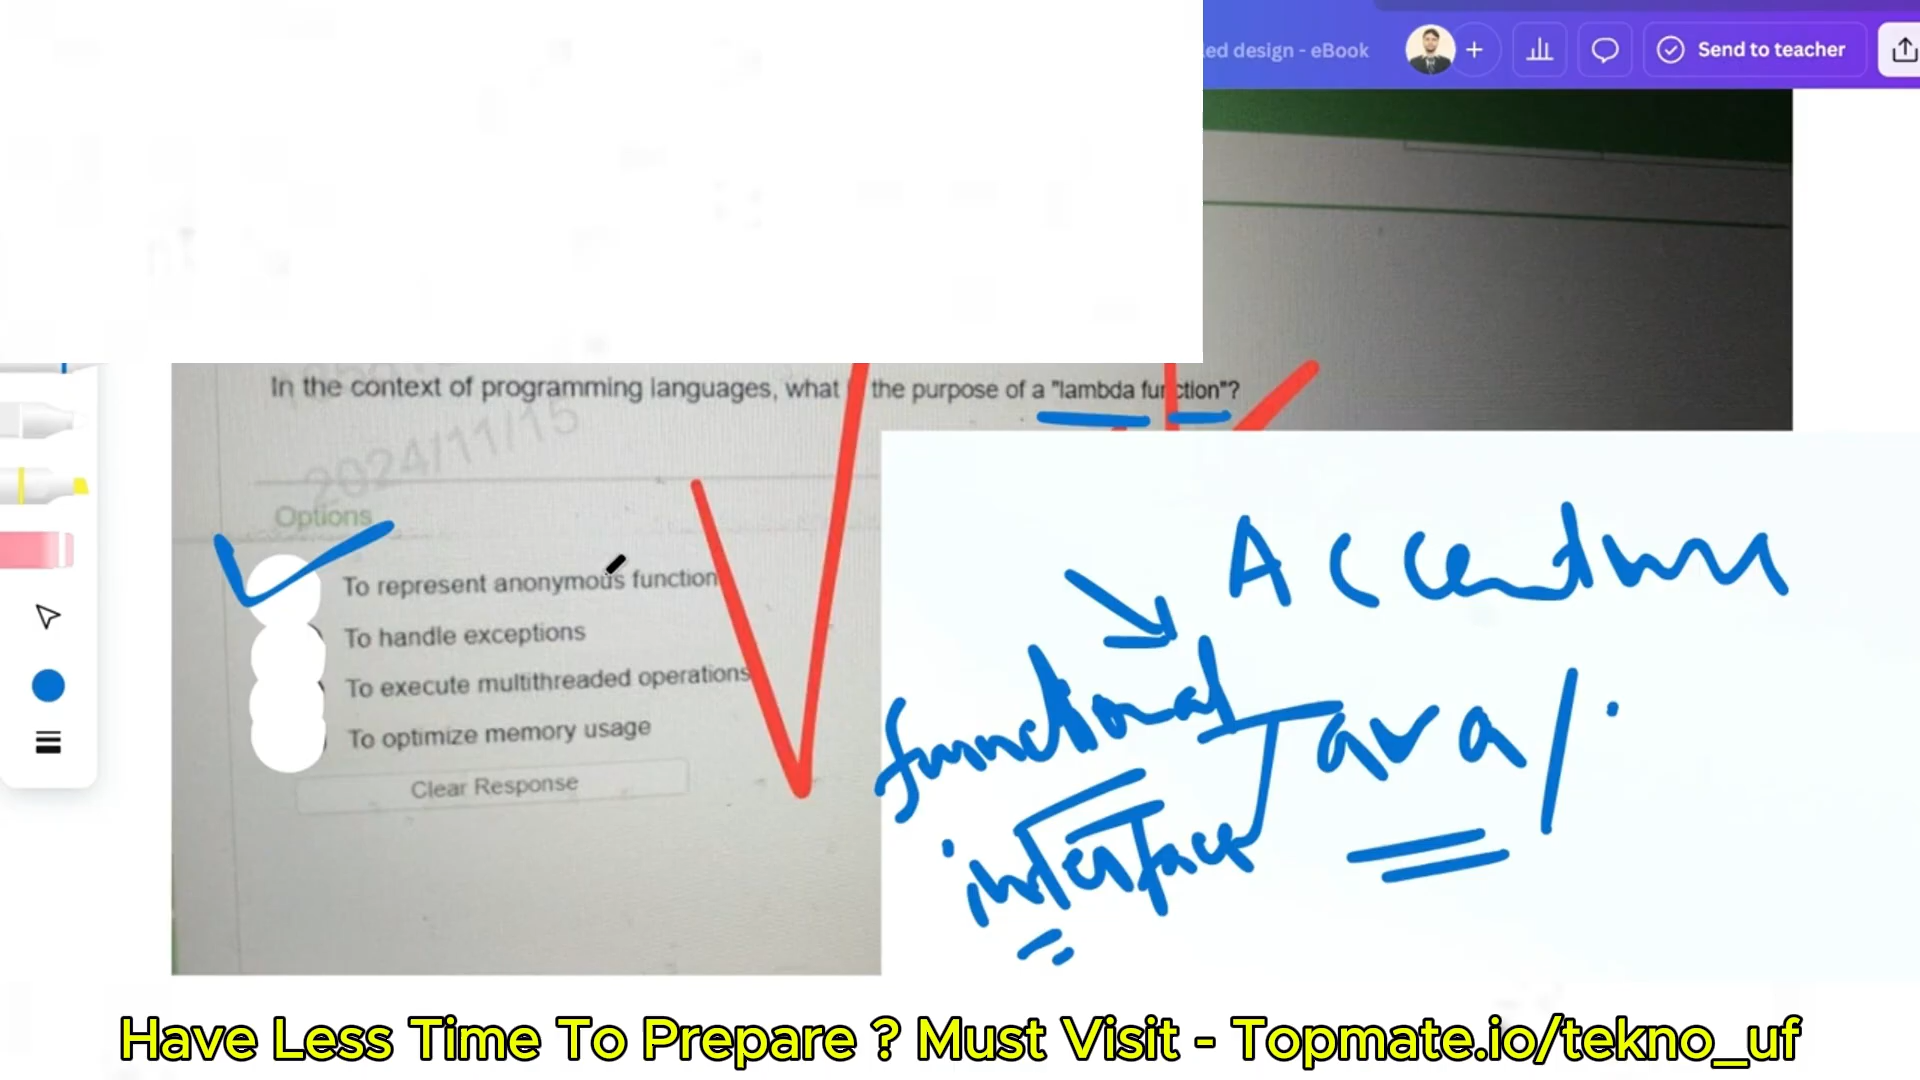 ed design - eBook
+
Send to teacher
In the context of programming languages, what the purpose of a "lambda function"?
2024/11/15
Options
To represent anonymous function
To handle exceptions
To execute multithreaded operations
To optimize memory usage
Clear Response
Accenture
functional
Java/.
interface
Have Less Time To Prepare ? Must Visit - Topmate.io/tekno_uf